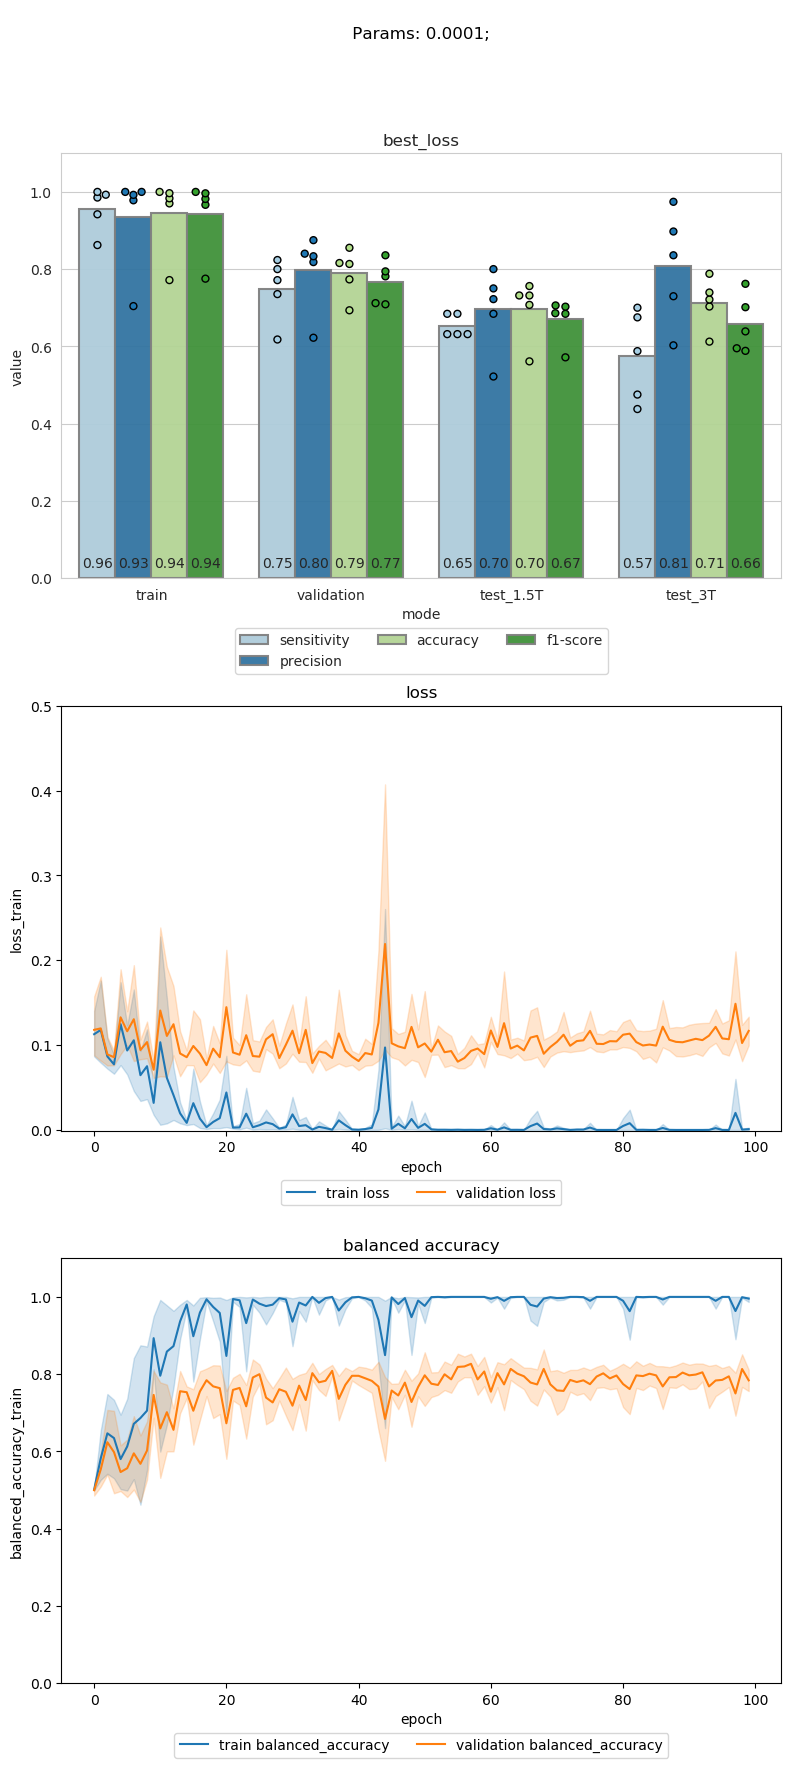 Params: 0.0001;
best_loss
1.0
0.8
0.6
0.4
0.2
0.0
value
0.96 0.93 0.94 0.94 0.75 0.80 0.79 0.77 0.65 0.70 0.70 0.67 0.57 0.81 0.71 0.66
train validation test_1.5T test_3T
mode
sensitivity accuracy f1-score
precision
loss
0.5
0.4
0.3
0.2
0.1
0.0
loss_train
0 20 40 60 80 100
epoch
train loss validation loss
balanced accuracy
1.0
0.8
0.6
0.4
0.2
0.0
balanced_accuracy_train
0 20 40 60 80 100
epoch
train balanced_accuracy validation balanced_accuracy